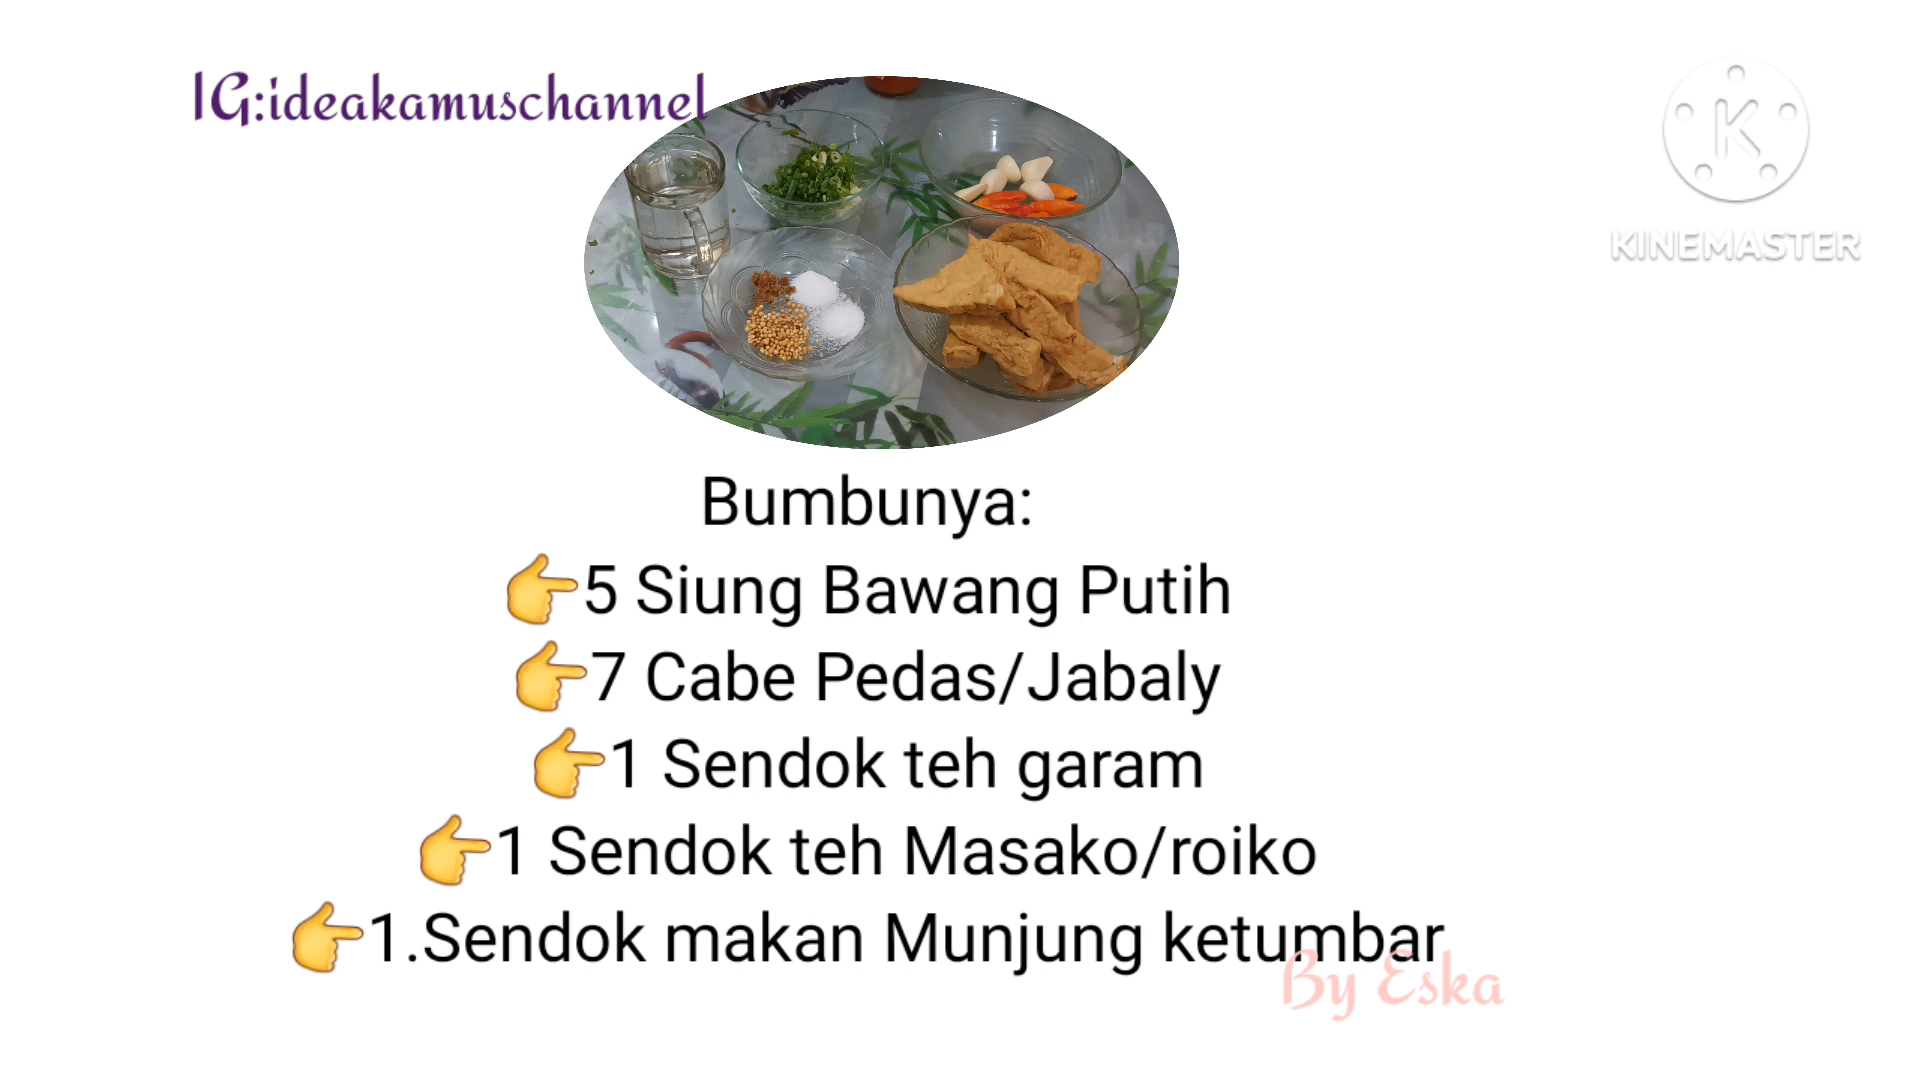 IG:ideakamuschannel
KINEMASTER
Bumbunya:
👉5 Siung Bawang Putih
👉7 Cabe Pedas/Jabaly
👉1 Sendok teh garam
👉1 Sendok teh Masako/roiko
👉1.Sendok makan Munjung ketumbar
By Eska